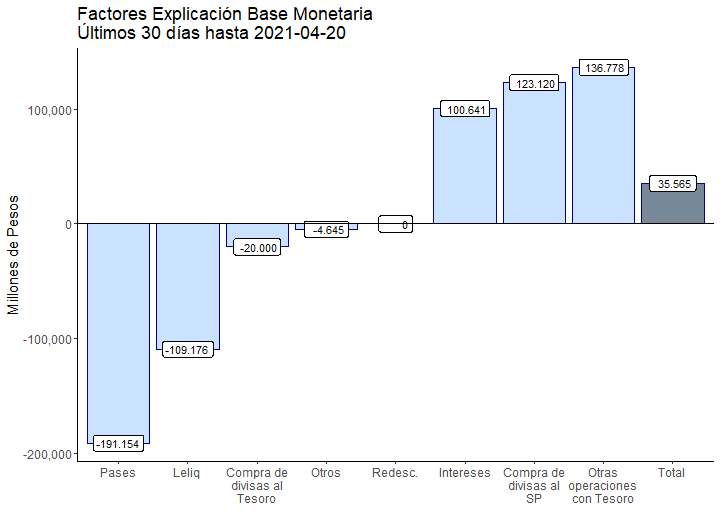 Factores Explicación Base Monetaria
Últimos 30 días hasta 2021-04-20
Millones de Pesos
100,000
0
-100,000
-200,000
-191.154
-109.176
-20.000
-4.645
0
100.641
123.120
136.778
35.565
Pases
Leliq
Compra de
divisas al
Tesoro
Otros
Redesc.
Intereses
Compra de
divisas al
SP
Otras
operaciones
con Tesoro
Total